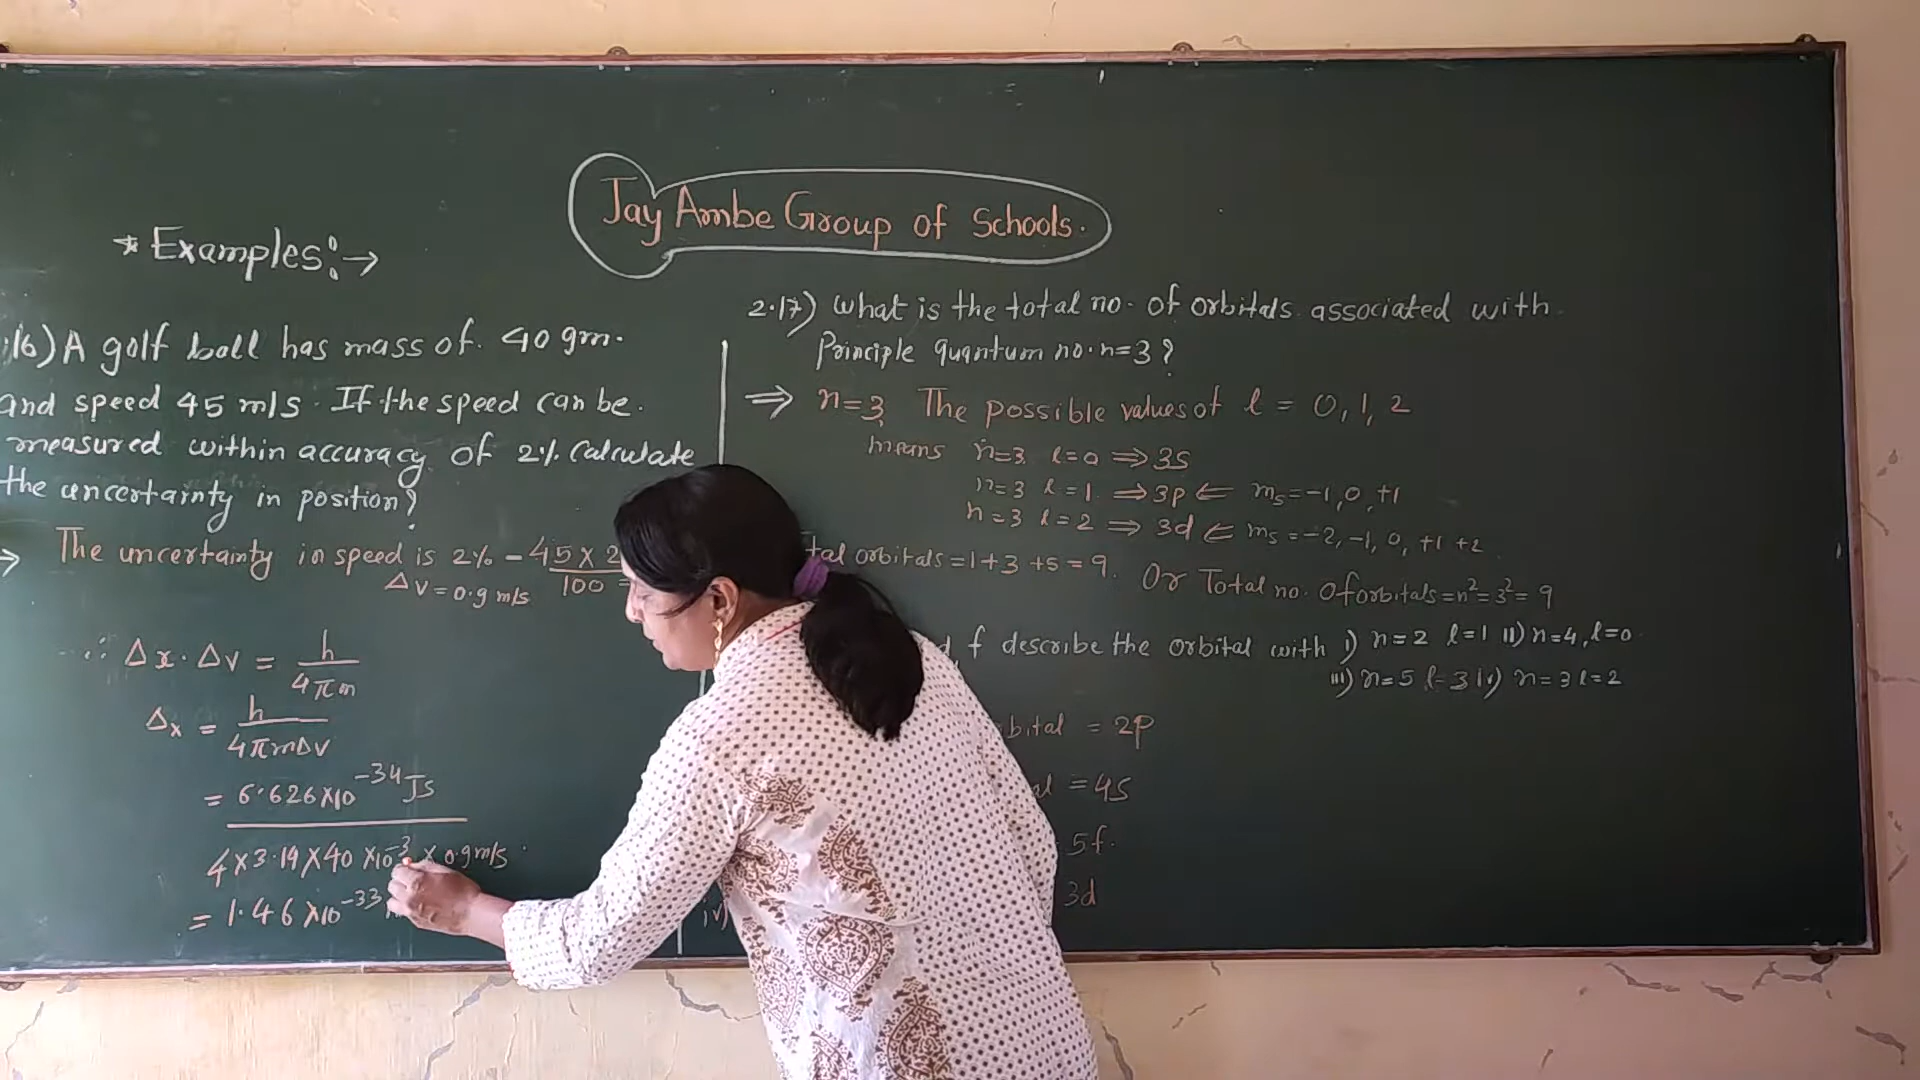 Jay Ambe Group of Schools.
* Examples:→
:16) A golf ball has mass of 40 gm.
and speed 45 m/s. If the speed can be.
measured within accuracy of 2% Calculate
the uncertainty in position?
⇒ The uncertainty in speed is 2% - 45 × 2
100 =
Δv = 0.9 m/s
∴ Δx · Δv = h
4πm
Δx = h
4πmΔv
= 6.626×10⁻³⁴ Js
4 × 3.14 × 40 × 10⁻³ × 0.9 m/s
= 1.46 × 10⁻³³
2.17) What is the total no. of orbitals associated with
Principle quantum no. n=3?
⇒ n=3, The possible values of l = 0, 1, 2
means n=3 l=0 ⇒ 3s
n=3 l=1 ⇒ 3p ⇐ ms = -1, 0, +1
n=3 l=2 ⇒ 3d ⇐ ms = -2, -1, 0, +1 +2
tal orbitals = 1+3+5 = 9. Or Total no. of orbitals = n² = 3² = 9
d, f describe the orbital with i) n=2 l=1 ii) n=4, l=0
iii) n=5 l=3 iv) n=3 l=2
bital = 2p
al = 4s
5f.
iv) 3d